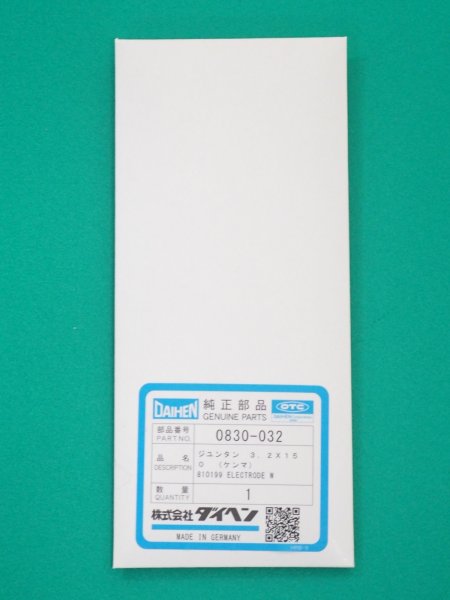 DAIHEN 純正部品 OTC
GENUINE PARTS
部品番号 0830-032
PART NO.
品名 ジユンタン 3.2X15
0 (ケンマ)
DESCRIPTION 810199 ELECTRODE W
数量 1
QUANTITY
株式会社ダイヘン
MADE IN GERMANY